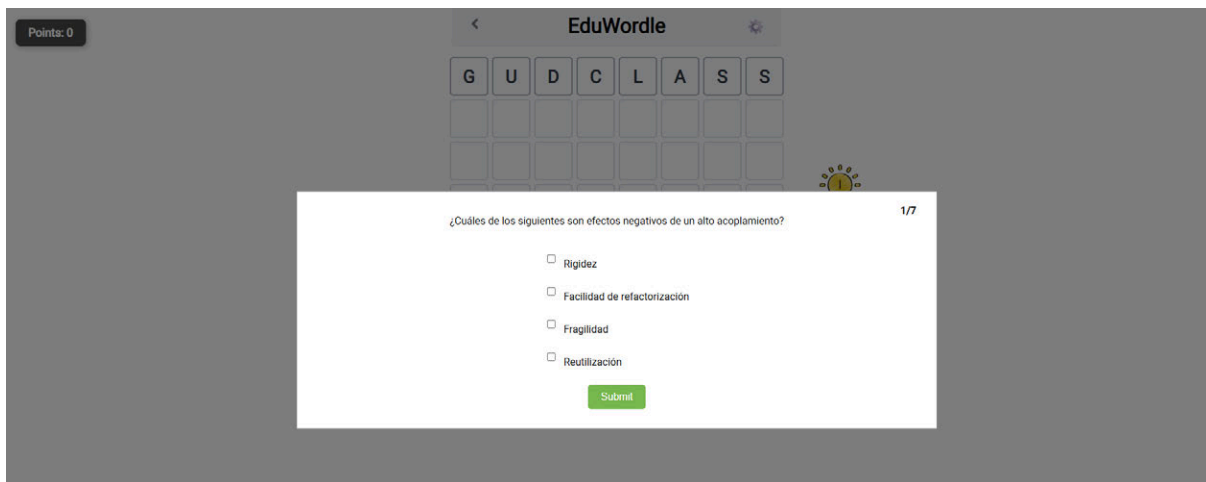 Points: 0
EduWordle
G U D C L A S S
1/7
¿Cuáles de los siguientes son efectos negativos de un alto acoplamiento?
Rigidez
Facilidad de refactorización
Fragilidad
Reutilización
Submit